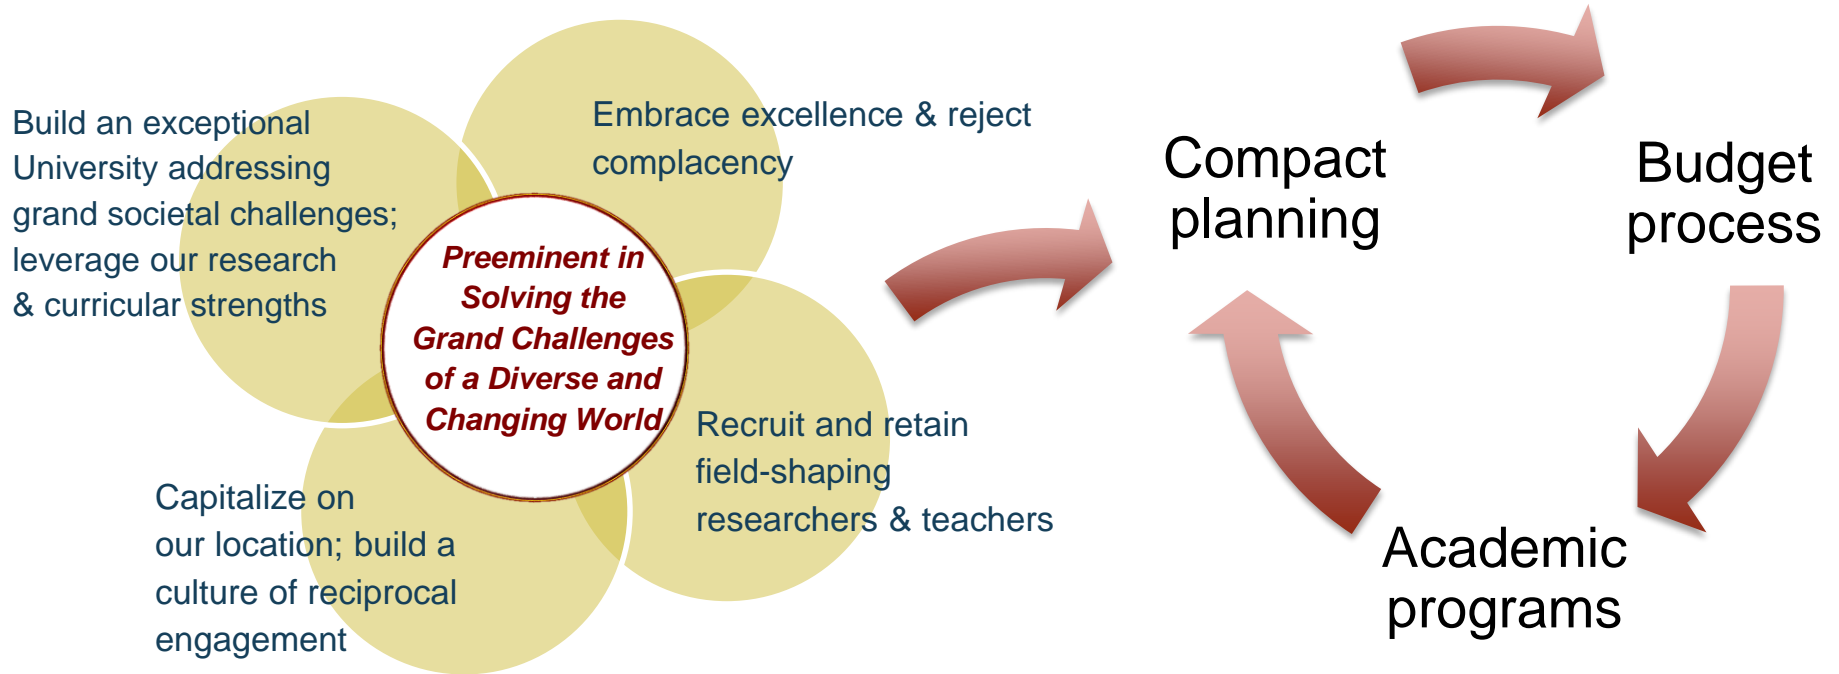 Build an exceptional
University addressing
grand societal challenges;
leverage our research
& curricular strengths
Embrace excellence & reject
complacency
Preeminent in
Solving the
Grand Challenges
of a Diverse and
Changing World
Recruit and retain
field-shaping
researchers & teachers
Capitalize on
our location; build a
culture of reciprocal
engagement
Compact
planning
Budget
process
Academic
programs